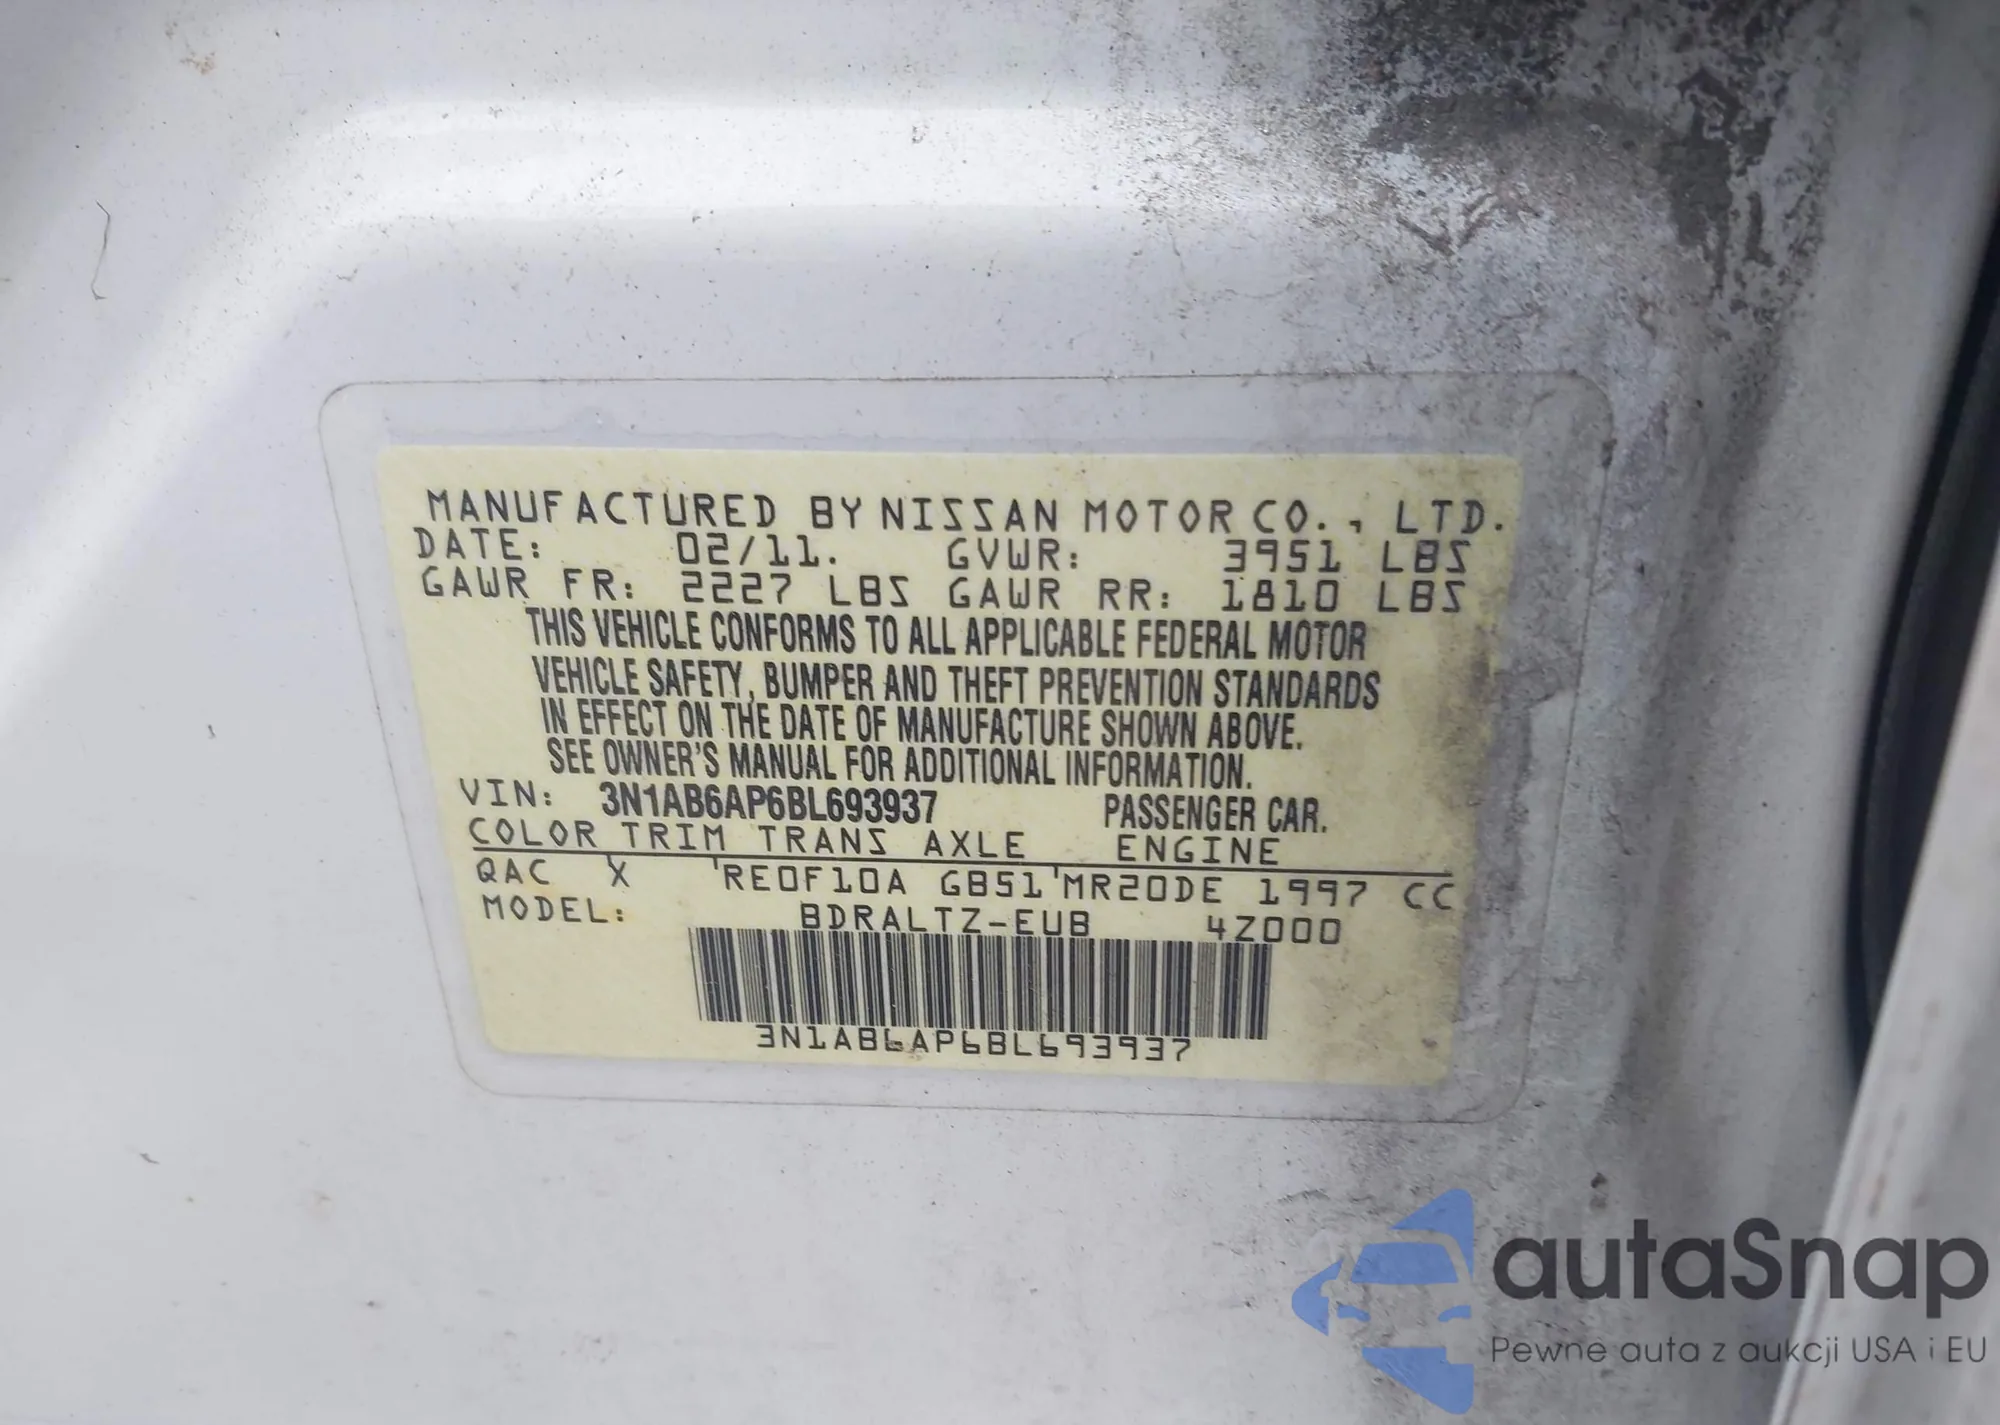 MANUFACTURED BY NISSAN MOTOR CO., LTD.
DATE: 02/11. GVWR: 3951 LBS
GAWR FR: 2227 LBS GAWR RR: 1810 LBS
THIS VEHICLE CONFORMS TO ALL APPLICABLE FEDERAL MOTOR
VEHICLE SAFETY, BUMPER AND THEFT PREVENTION STANDARDS
IN EFFECT ON THE DATE OF MANUFACTURE SHOWN ABOVE.
SEE OWNER'S MANUAL FOR ADDITIONAL INFORMATION.
VIN: 3N1AB6AP6BL693937 PASSENGER CAR.
COLOR TRIM TRANS AXLE ENGINE
QAC X 'RE0F10A GB51'MR20DE 1997 CC
MODEL: BDRALTZ-EUB 4Z000
3N1AB6AP6BL693937
autaSnap
Pewne auta z aukcji USA i EU